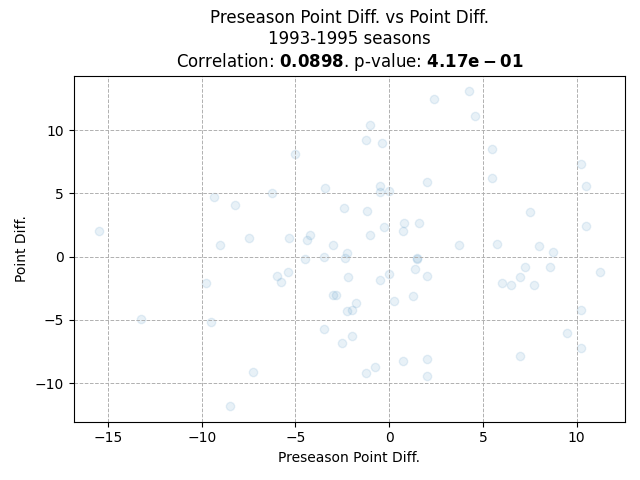 Preseason Point Diff. vs Point Diff.
1993-1995 seasons
Correlation: 0.0898. p-value: 4.17e − 01
10
5
0
−5
−10
Point Diff.
−15 −10 −5 0 5 10
Preseason Point Diff.